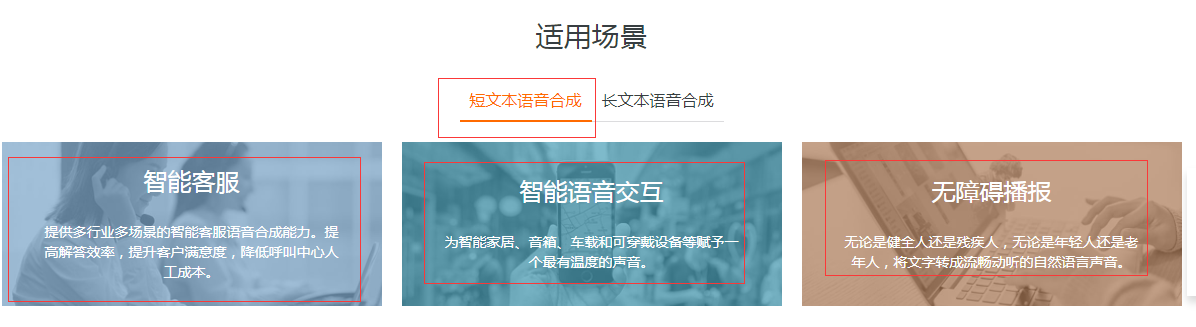 适用场景
短文本语音合成 长文本语音合成
智能客服
提供多行业多场景的智能客服语音合成能力。提
高解答效率，提升客户满意度，降低呼叫中心人
工成本。
智能语音交互
为智能家居、音箱、车载和可穿戴设备等赋予一
个最有温度的声音。
无障碍播报
无论是健全人还是残疾人，无论是年轻人还是老
年人，将文字转成流畅动听的自然语言声音。